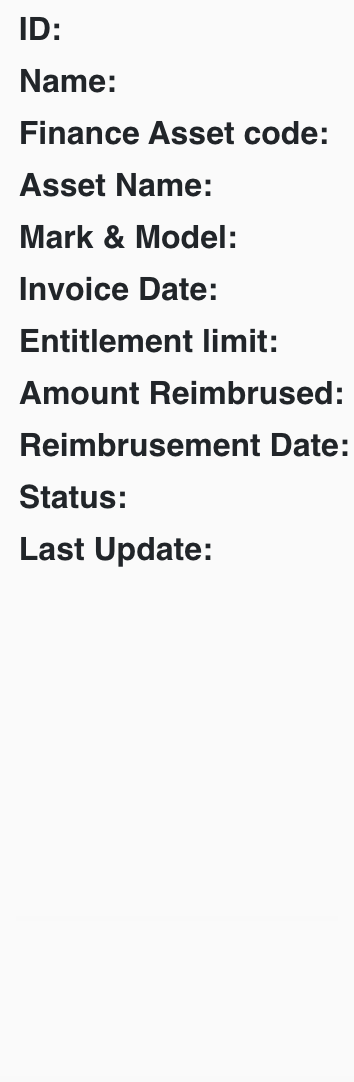 ID:
Name:
Finance Asset code:
Asset Name:
Mark & Model:
Invoice Date:
Entitlement limit:
Amount Reimbrused:
Reimbrusement Date:
Status:
Last Update: